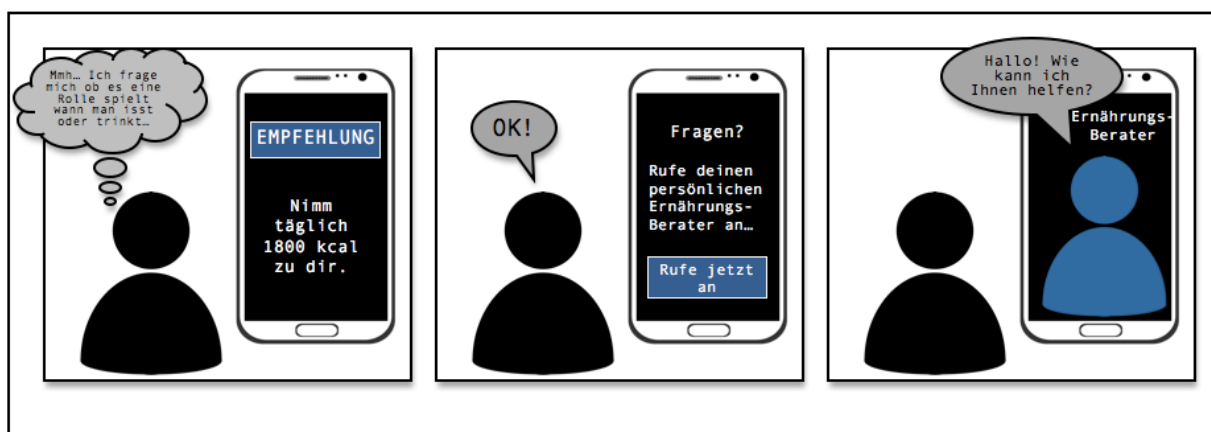 Mmh… Ich frage
mich ob es eine
Rolle spielt
wann man isst
oder trinkt…
EMPFEHLUNG
Nimm
täglich
1800 kcal
zu dir.
OK!
Fragen?
Rufe deinen
persönlichen
Ernährungs-
Berater an…
Rufe jetzt
an
Hallo! Wie
kann ich
Ihnen helfen?
Ernährungs-
Berater